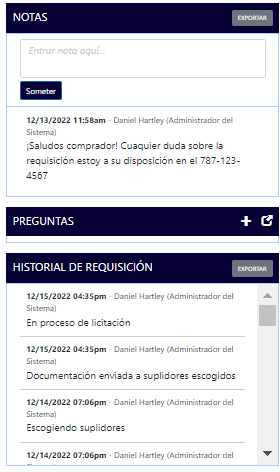 NOTAS
EXPORTAR
Entrar nota aquí...
Someter
12/13/2022 11:58am - Daniel Hartley (Administrador del
Sistema)
¡Saludos comprador! Cuaquier duda sobre la
requisición estoy a su disposición en el 787-123-
4567
PREGUNTAS
HISTORIAL DE REQUISICIÓN
EXPORTAR
12/15/2022 04:35pm - Daniel Hartley (Administrador del
Sistema)
En proceso de licitación
12/15/2022 04:35pm - Daniel Hartley (Administrador del
Sistema)
Documentación enviada a suplidores escogidos
12/14/2022 07:06pm - Daniel Hartley (Administrador del
Sistema)
Escogiendo suplidores
12/14/2022 07:06pm - Daniel Hartley (Administrador del